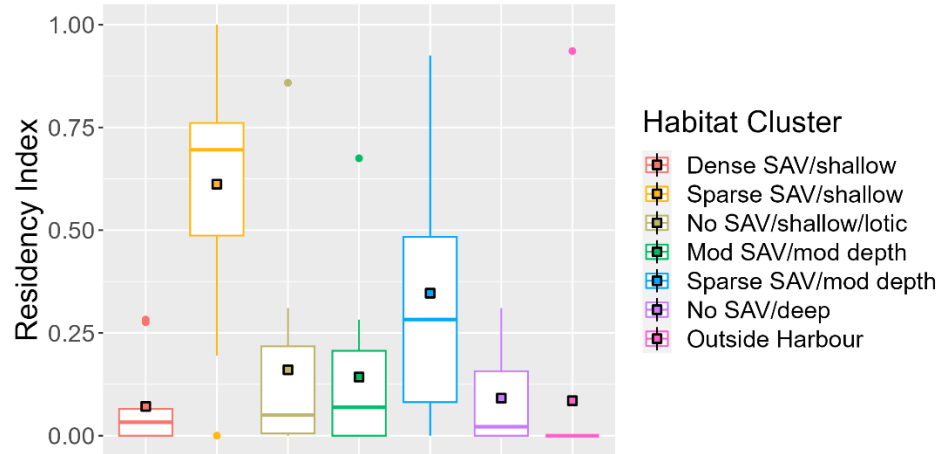 1.00
0.75
0.50
0.25
0.00
Residency Index
Habitat Cluster
Dense SAV/shallow
Sparse SAV/shallow
No SAV/shallow/lotic
Mod SAV/mod depth
Sparse SAV/mod depth
No SAV/deep
Outside Harbour